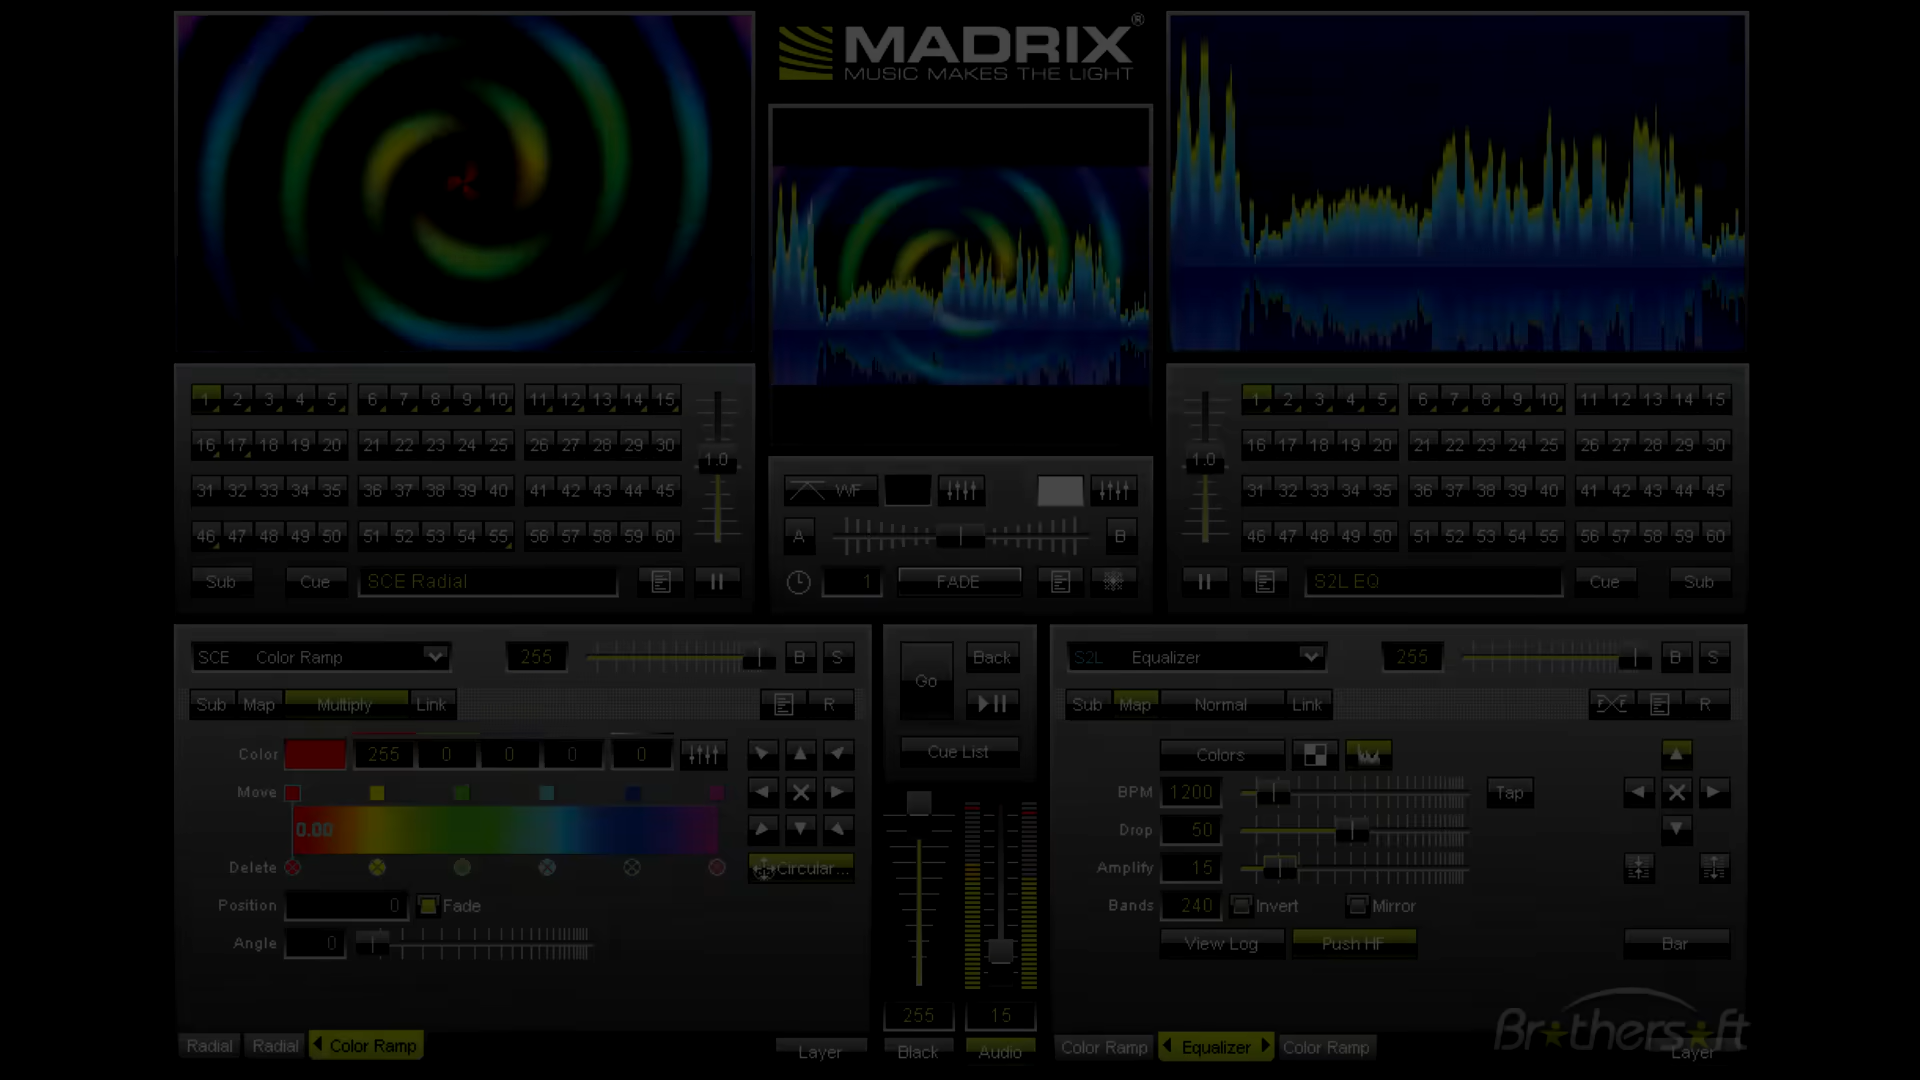 MADRIX®
MUSIC MAKES THE LIGHT
1 2 3 4 5 6 7 8 9 10 11 12 13 14 15
16 17 18 19 20 21 22 23 24 25 26 27 28 29 30
31 32 33 34 35 36 37 38 39 40 41 42 43 44 45
46 47 48 49 50 51 52 53 54 55 56 57 58 59 60
1.0
Sub Cue SCE Radial
WF
A B
1 FADE
1 2 3 4 5 6 7 8 9 10 11 12 13 14 15
16 17 18 19 20 21 22 23 24 25 26 27 28 29 30
31 32 33 34 35 36 37 38 39 40 41 42 43 44 45
46 47 48 49 50 51 52 53 54 55 56 57 58 59 60
1.0
S2L EQ Cue Sub
SCE Color Ramp 255 B S
Sub Map Multiply Link R
Color 255 0 0 0 0
Move
0.00
Delete Circular...
Position 0 Fade
Angle 0
Radial Radial Color Ramp Layer
Go Back
Cue List
255 15
Black Audio
S2L Equalizer 255 B S
Sub Map Normal Link R
Colors
BPM 1200 Tap
Drop 50
Amplify 15
Bands 240 Invert Mirror
View Log Push HF Bar
Color Ramp Equalizer Color Ramp Layer
Brothersoft